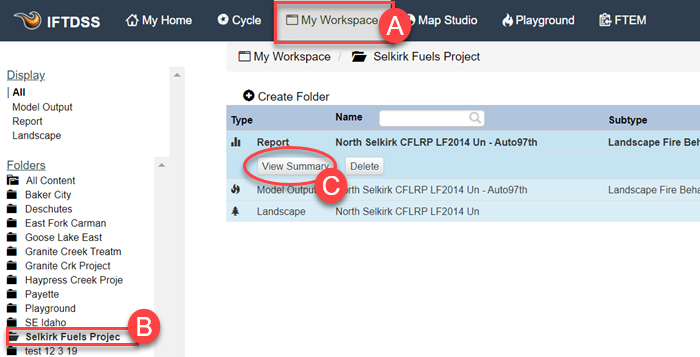 IFTDSS My Home Cycle My Workspace A Map Studio Playground FTEM
My Workspace / Selkirk Fuels Project
Display
All
Model Output
Report
Landscape
Folders
All Content
Baker City
Deschutes
East Fork Carman
Goose Lake East
Granite Creek Treatm
Granite Crk Project
Haypress Creek Proje
Payette
Playground
SE Idaho
Selkirk Fuels Projec B
test 12 3 19
Create Folder
Type Name Subtype
Report North Selkirk CFLRP LF2014 Un - Auto97th Landscape Fire Beha
View Summary Delete
C
Model Output North Selkirk CFLRP LF2014 Un - Auto97th Landscape Fire Beha
Landscape North Selkirk CFLRP LF2014 Un